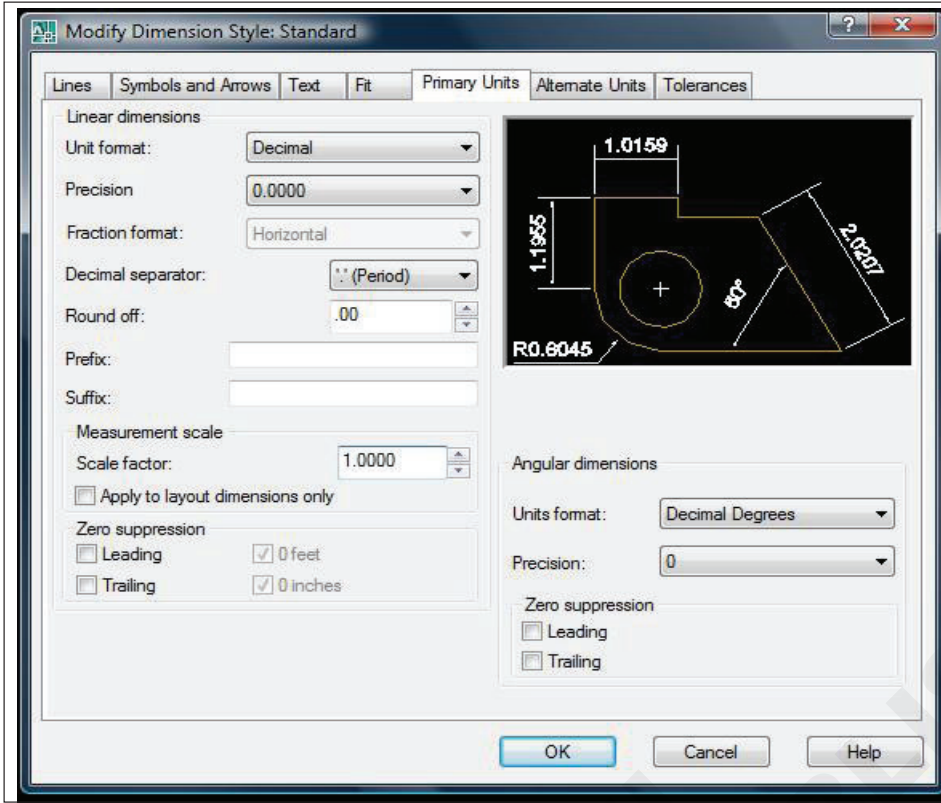 Modify Dimension Style: Standard
Lines Symbols and Arrows Text Fit Primary Units Alternate Units Tolerances
Linear dimensions
Unit format: Decimal
Precision 0.0000
Fraction format: Horizontal
Decimal separator: '.' (Period)
Round off: .00
Prefix:
Suffix:
Measurement scale
Scale factor: 1.0000
Apply to layout dimensions only
Zero suppression
Leading 0 feet
Trailing 0 inches
1.0159
1.1955
2.0207
60°
R0.8045
Angular dimensions
Units format: Decimal Degrees
Precision: 0
Zero suppression
Leading
Trailing
OK Cancel Help